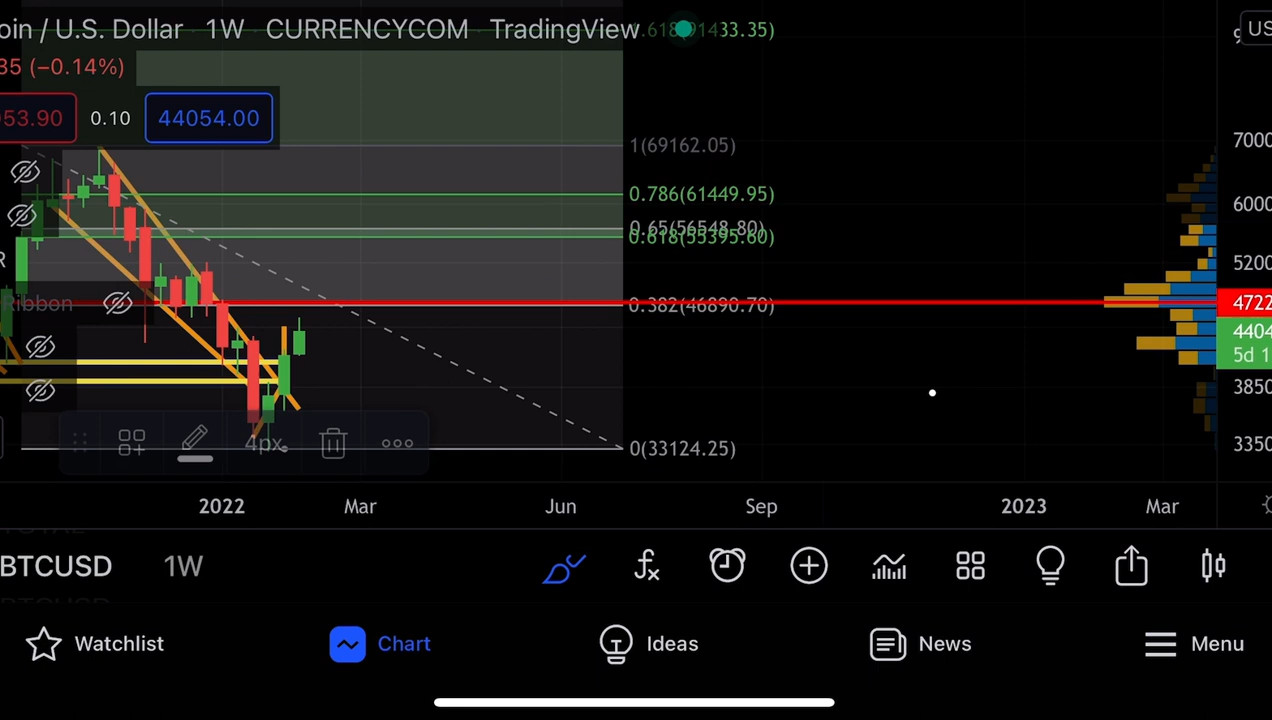 oin / U.S. Dollar · 1W · CURRENCYCOM · TradingView
0.618(91433.35)
US
35 (−0.14%)
053.90 0.10 44054.00
7000
1(69162.05)
0.786(61449.95)
6000
0.65(56548.80)
0.618(55395.60)
R
5200
Ribbon
0.382(46890.70)
4722
4404
5d 1
3850
4px
0(33124.25)
3350
2022 Mar Jun Sep 2023 Mar
BTCUSD 1W
Watchlist Chart Ideas News Menu